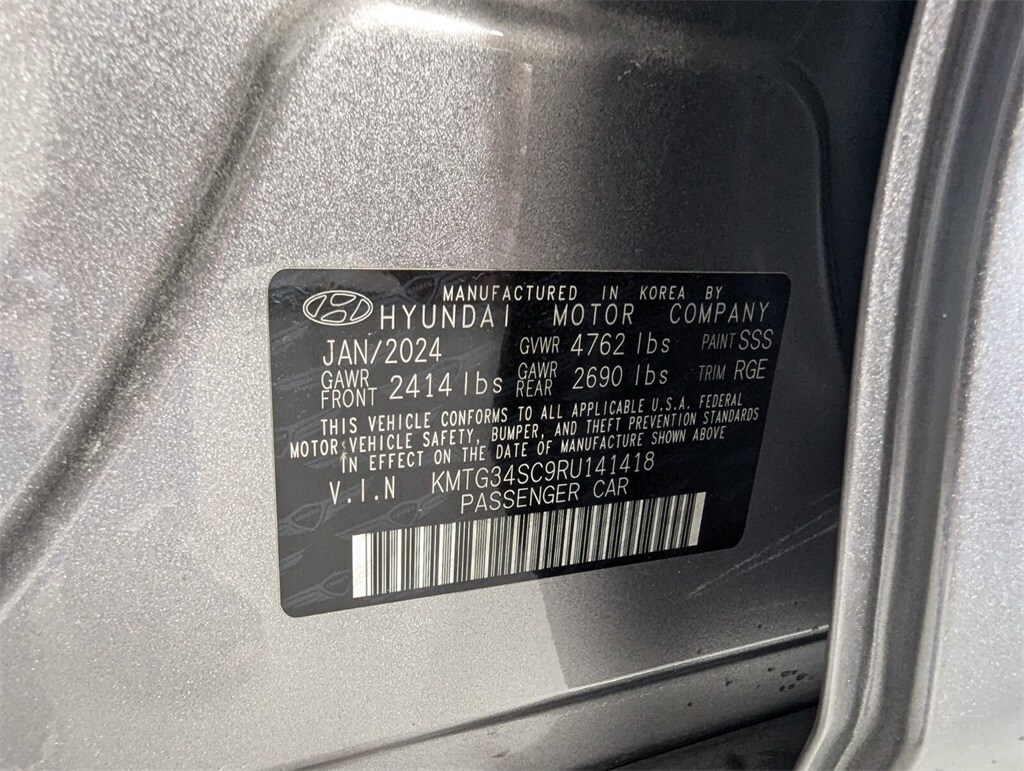 MANUFACTURED IN KOREA BY
HYUNDAI MOTOR COMPANY
JAN/2024 GVWR 4762 lbs PAINT SSS
GAWR FRONT 2414 lbs GAWR REAR 2690 lbs TRIM RGE
THIS VEHICLE CONFORMS TO ALL APPLICABLE U.S.A. FEDERAL
MOTOR VEHICLE SAFETY, BUMPER, AND THEFT PREVENTION STANDARDS
IN EFFECT ON THE DATE OF MANUFACTURE SHOWN ABOVE
V.I.N KMTG34SC9RU141418
PASSENGER CAR